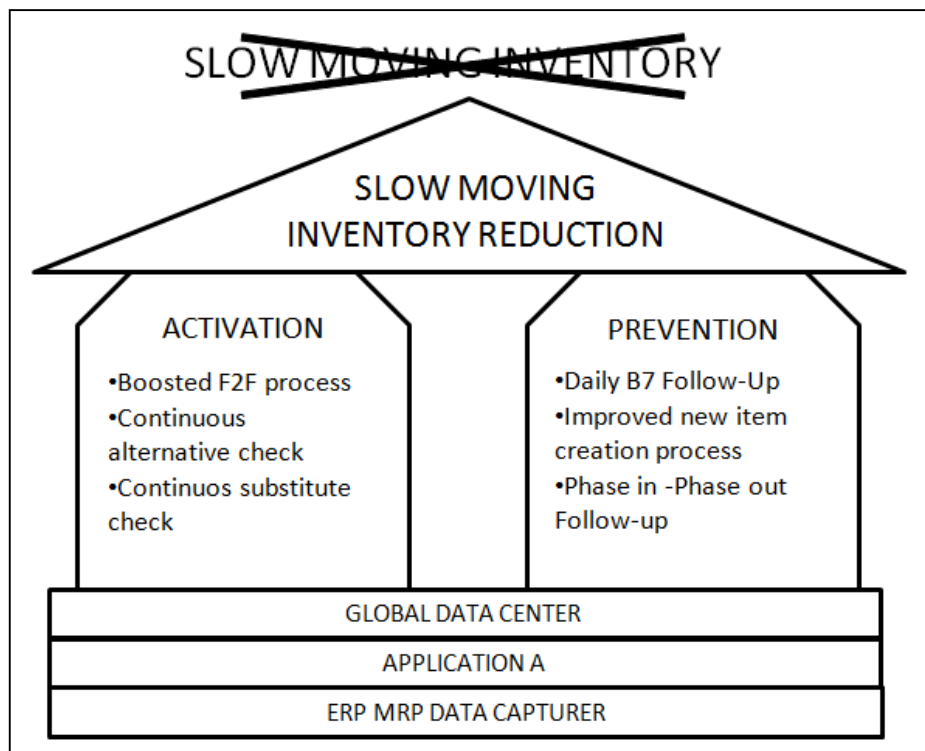 SLOW MOVING INVENTORY
SLOW MOVING
INVENTORY REDUCTION
ACTIVATION
•Boosted F2F process
•Continuous
alternative check
•Continuos substitute
check
PREVENTION
•Daily B7 Follow-Up
•Improved new item
creation process
•Phase in -Phase out
Follow-up
GLOBAL DATA CENTER
APPLICATION A
ERP MRP DATA CAPTURER